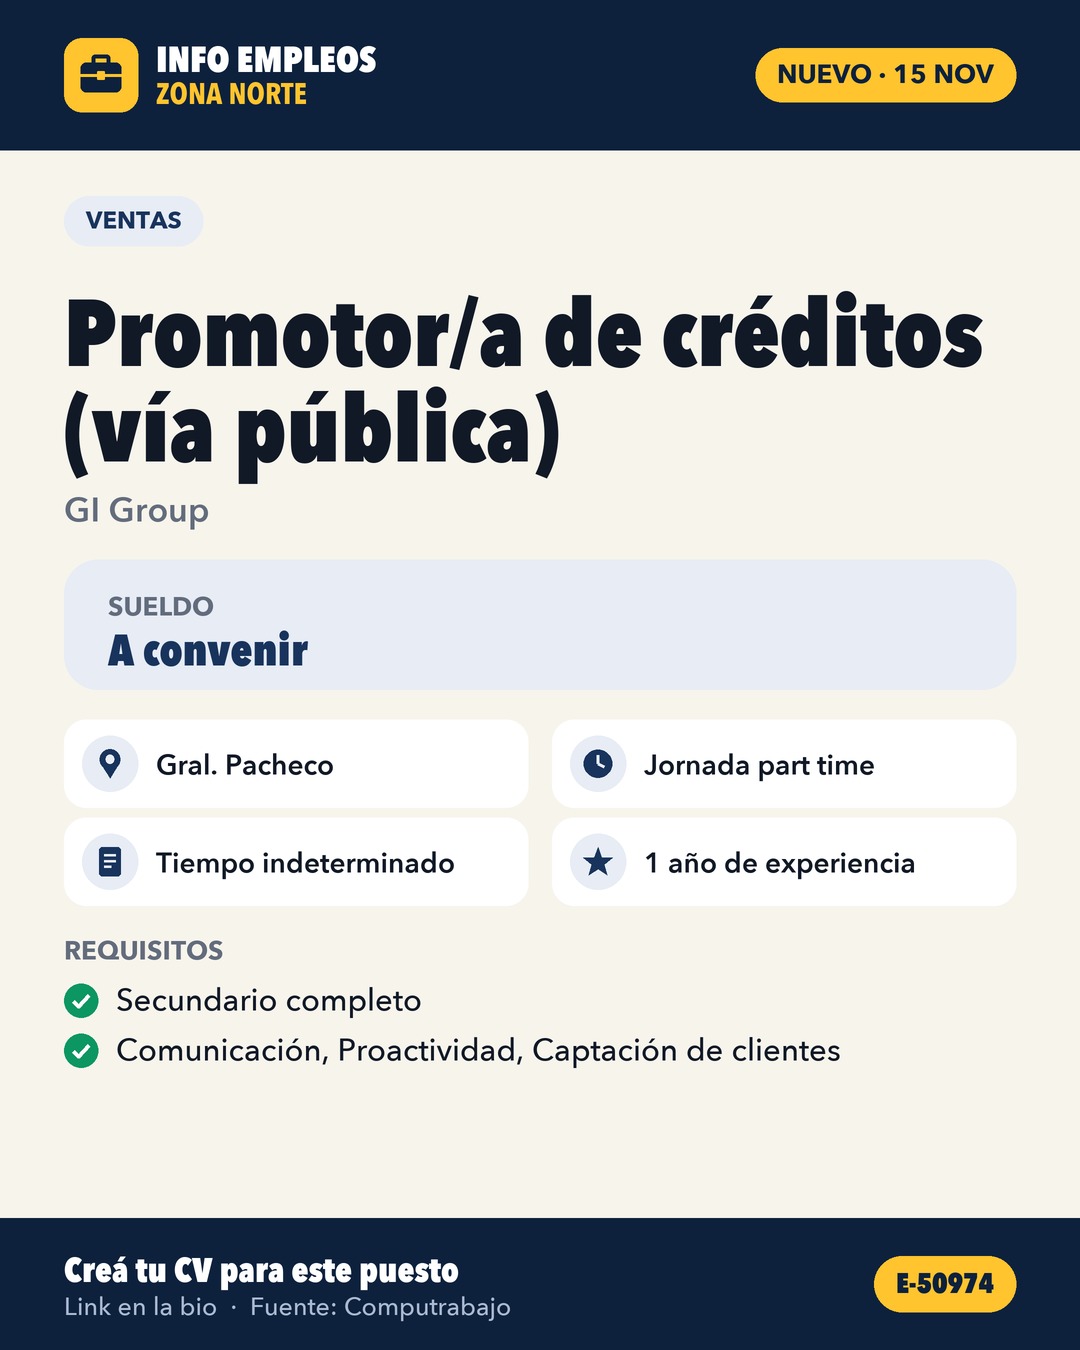 INFO EMPLEOS
ZONA NORTE
NUEVO · 15 NOV
VENTAS
Promotor/a de créditos
(vía pública)
GI Group
SUELDO
A convenir
Gral. Pacheco
Jornada part time
Tiempo indeterminado
1 año de experiencia
REQUISITOS
Secundario completo
Comunicación, Proactividad, Captación de clientes
Creá tu CV para este puesto
Link en la bio · Fuente: Computrabajo
E-50974